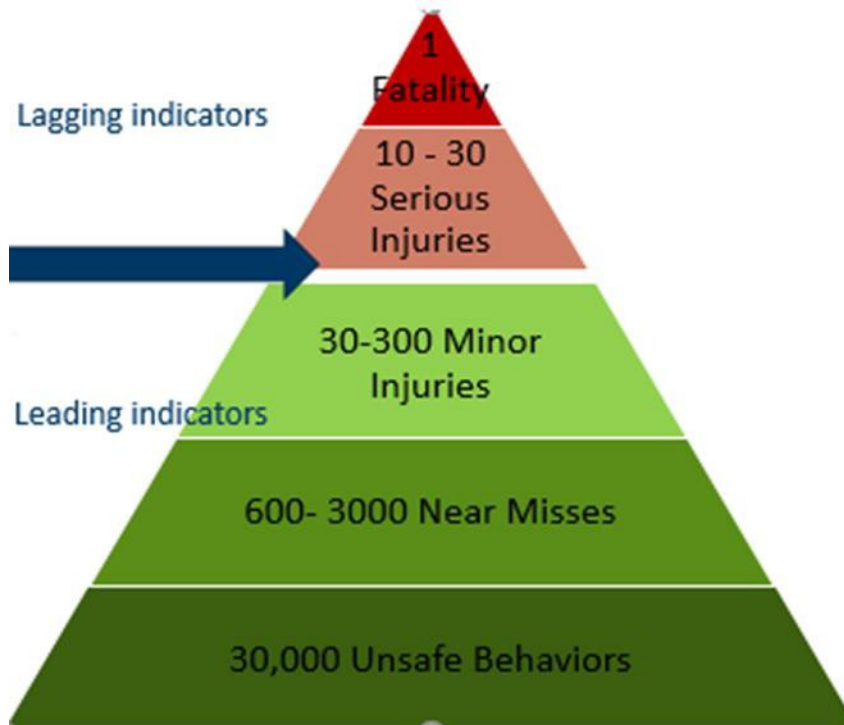 1
Fatality
Lagging indicators
10 - 30
Serious
Injuries
30-300 Minor
Injuries
Leading indicators
600- 3000 Near Misses
30,000 Unsafe Behaviors